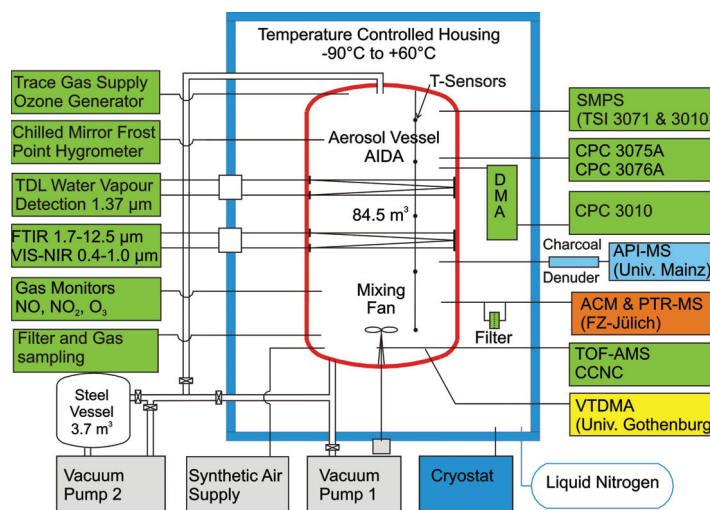 Temperature Controlled Housing
-90°C to +60°C
T-Sensors
Aerosol Vessel
AIDA
84.5 m³
Mixing
Fan
Trace Gas Supply
Ozone Generator
Chilled Mirror Frost
Point Hygrometer
TDL Water Vapour
Detection 1.37 µm
FTIR 1.7-12.5 µm
VIS-NIR 0.4-1.0 µm
Gas Monitors
NO, NO₂, O₃
Filter and Gas
sampling
Steel
Vessel
3.7 m³
Vacuum
Pump 2
Synthetic Air
Supply
Vacuum
Pump 1
Cryostat
Liquid Nitrogen
SMPS
(TSI 3071 & 3010)
CPC 3075A
CPC 3076A
D
M
A
CPC 3010
Charcoal
Denuder
API-MS
(Univ. Mainz)
ACM & PTR-MS
(FZ-Jülich)
Filter
TOF-AMS
CCNC
VTDMA
(Univ. Gothenburg)